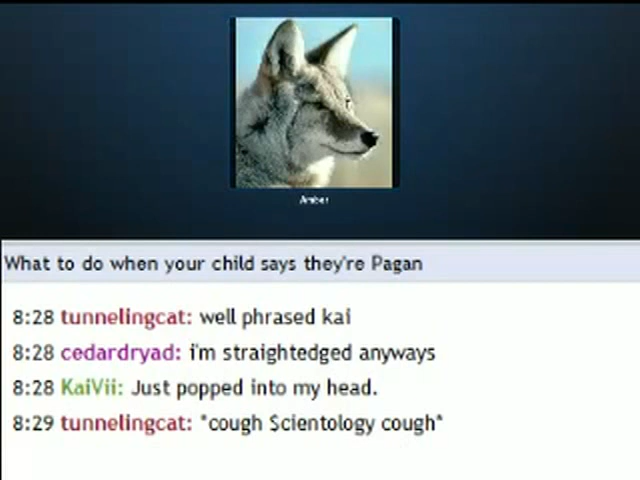 Amber
What to do when your child says they're Pagan
8:28 tunnelingcat: well phrased kai
8:28 cedardryad: i'm straightedged anyways
8:28 KaiVii: Just popped into my head.
8:29 tunnelingcat: *cough Scientology cough*